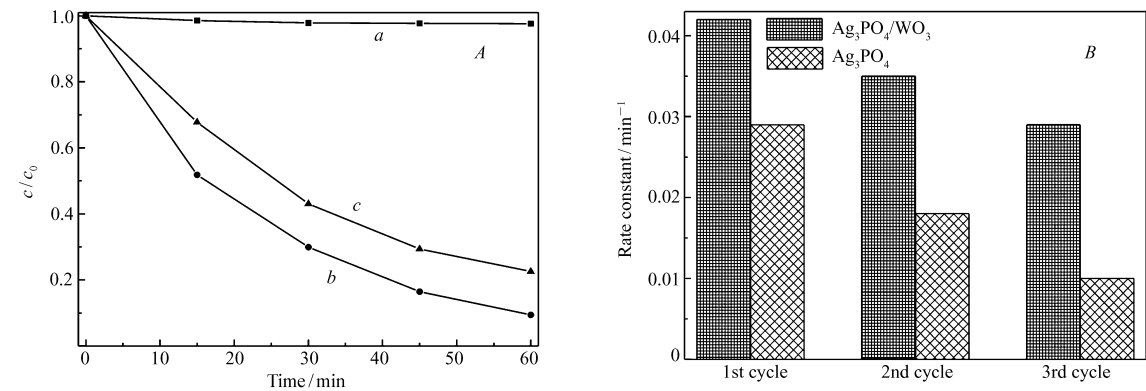 1.0
0.8
0.6
0.4
0.2
c/c₀
a
A
c
b
0 10 20 30 40 50 60
Time/min
0.04
0.03
0.02
0.01
0
Rate constant/min⁻¹
Ag₃PO₄/WO₃
Ag₃PO₄
B
1st cycle 2nd cycle 3rd cycle